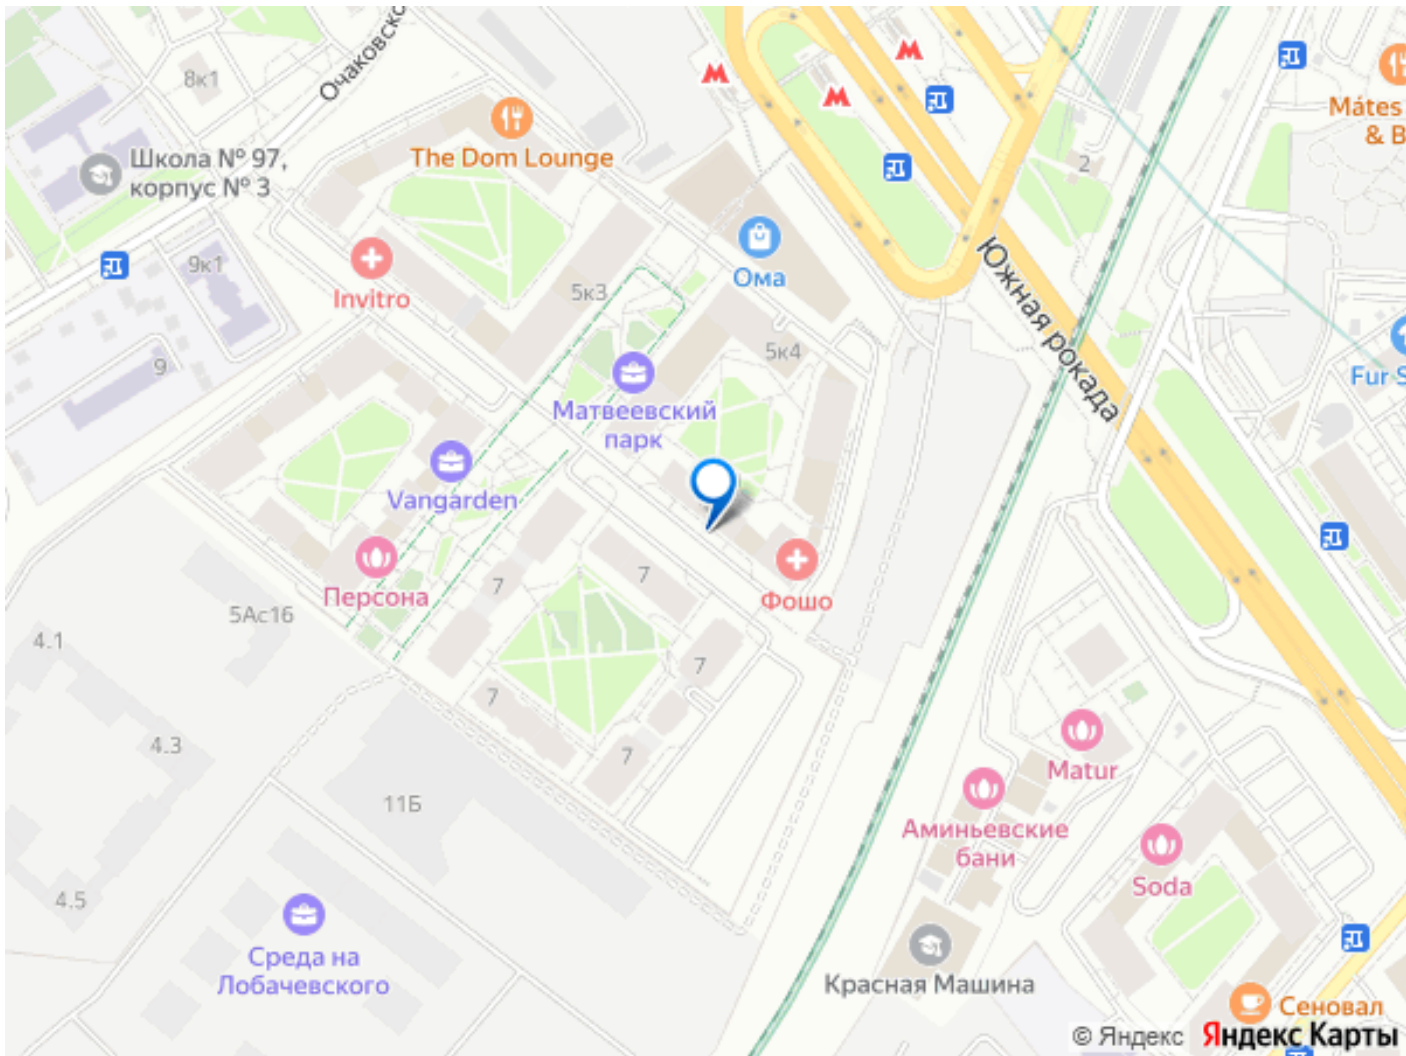 Очаковско
8к1
М
М
М
Mátes
& B
The Dom Lounge
Школа № 97,
корпус № 3
2
9к1
Ома
Южная рокада
Invitro
5к3
5к4
9
Fur S
Матвеевский
парк
Vangarden
7
7
Персона
Фошо
5Ас16
4.1
7
7
4.3
7
Matur
11Б
Аминьевские
бани
Soda
4.5
Среда на
Лобачевского
Красная Машина
Сеновал
© Яндекс Яндекс Карты